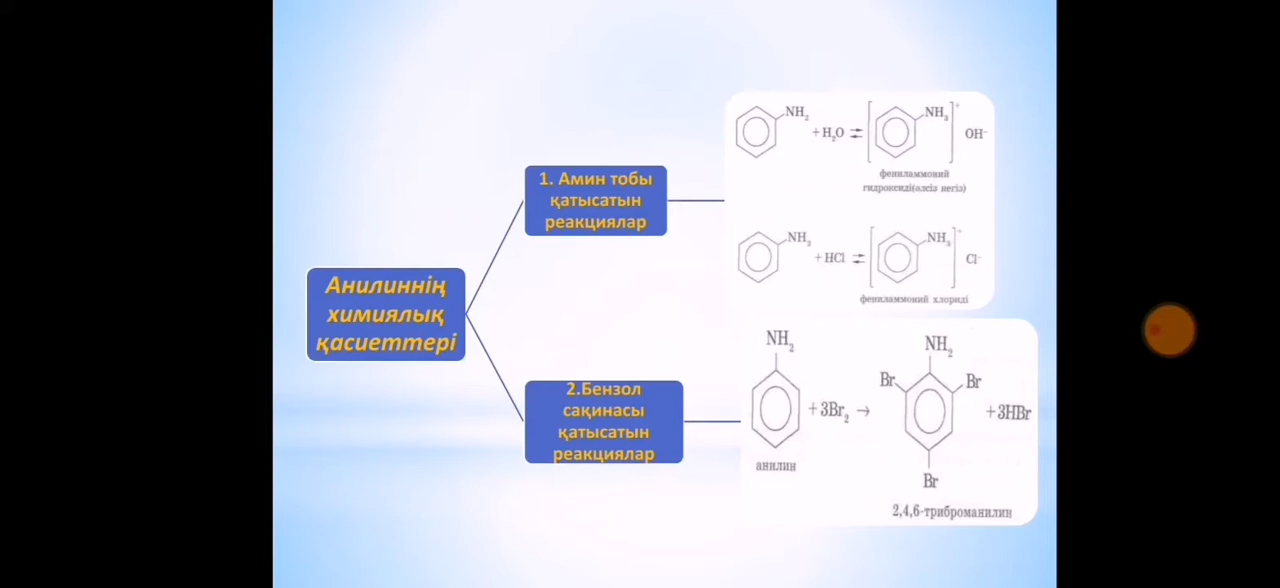 Анилиннің
химиялық
қасиеттері
1. Амин тобы
қатысатын
реакциялар
NH₂
+ H₂O ⇄
[NH₃]⁺
OH⁻
фениламмоний
гидроксиді(әлсіз негіз)
NH₂
+ HCl ⇄
[NH₃]⁺
Cl⁻
фениламмоний хлориді
2.Бензол
сақинасы
қатысатын
реакциялар
NH₂
+ 3Br₂ →
анилин
NH₂
Br
Br
+3HBr
Br
2,4,6-триброманилин